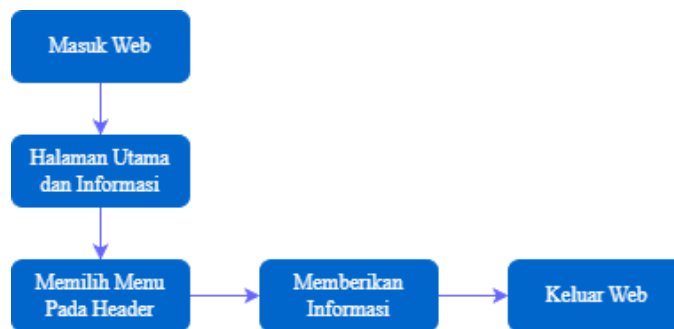 Masuk Web
Halaman Utama
dan Informasi
Memilih Menu
Pada Header
Memberikan
Informasi
Keluar Web